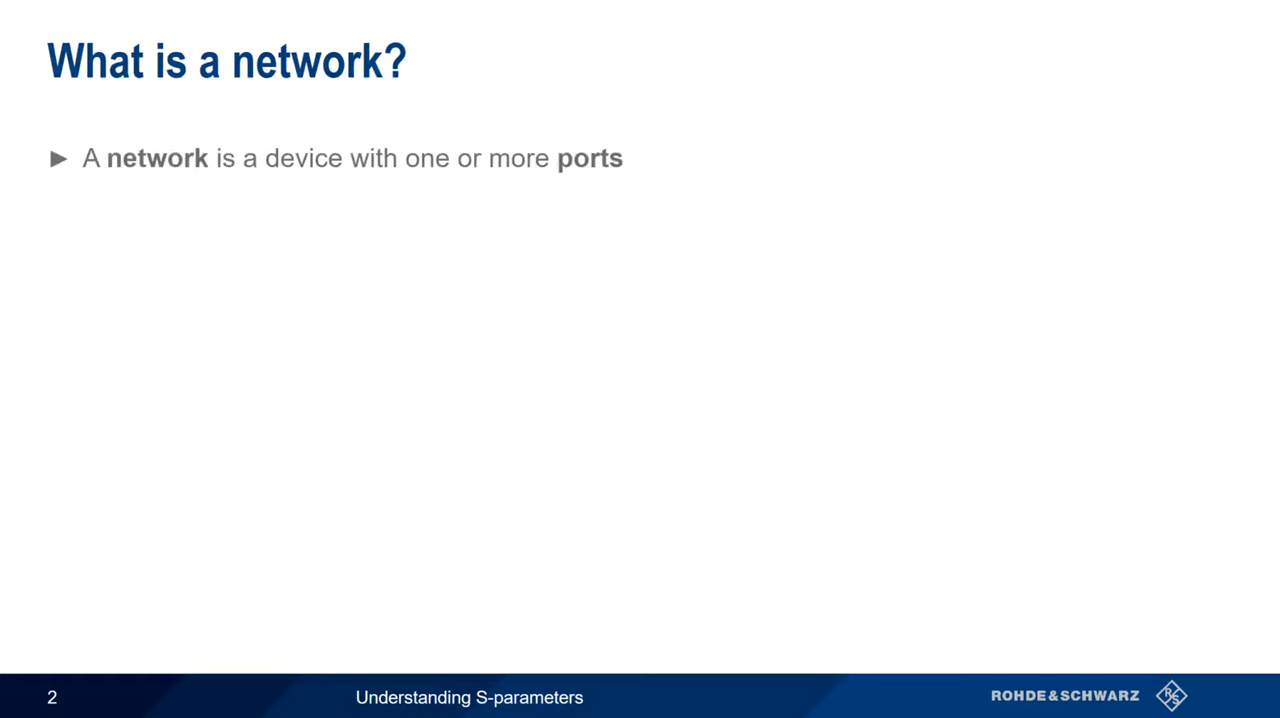 What is a network?
► A network is a device with one or more ports
2
Understanding S-parameters
ROHDE&SCHWARZ
R S